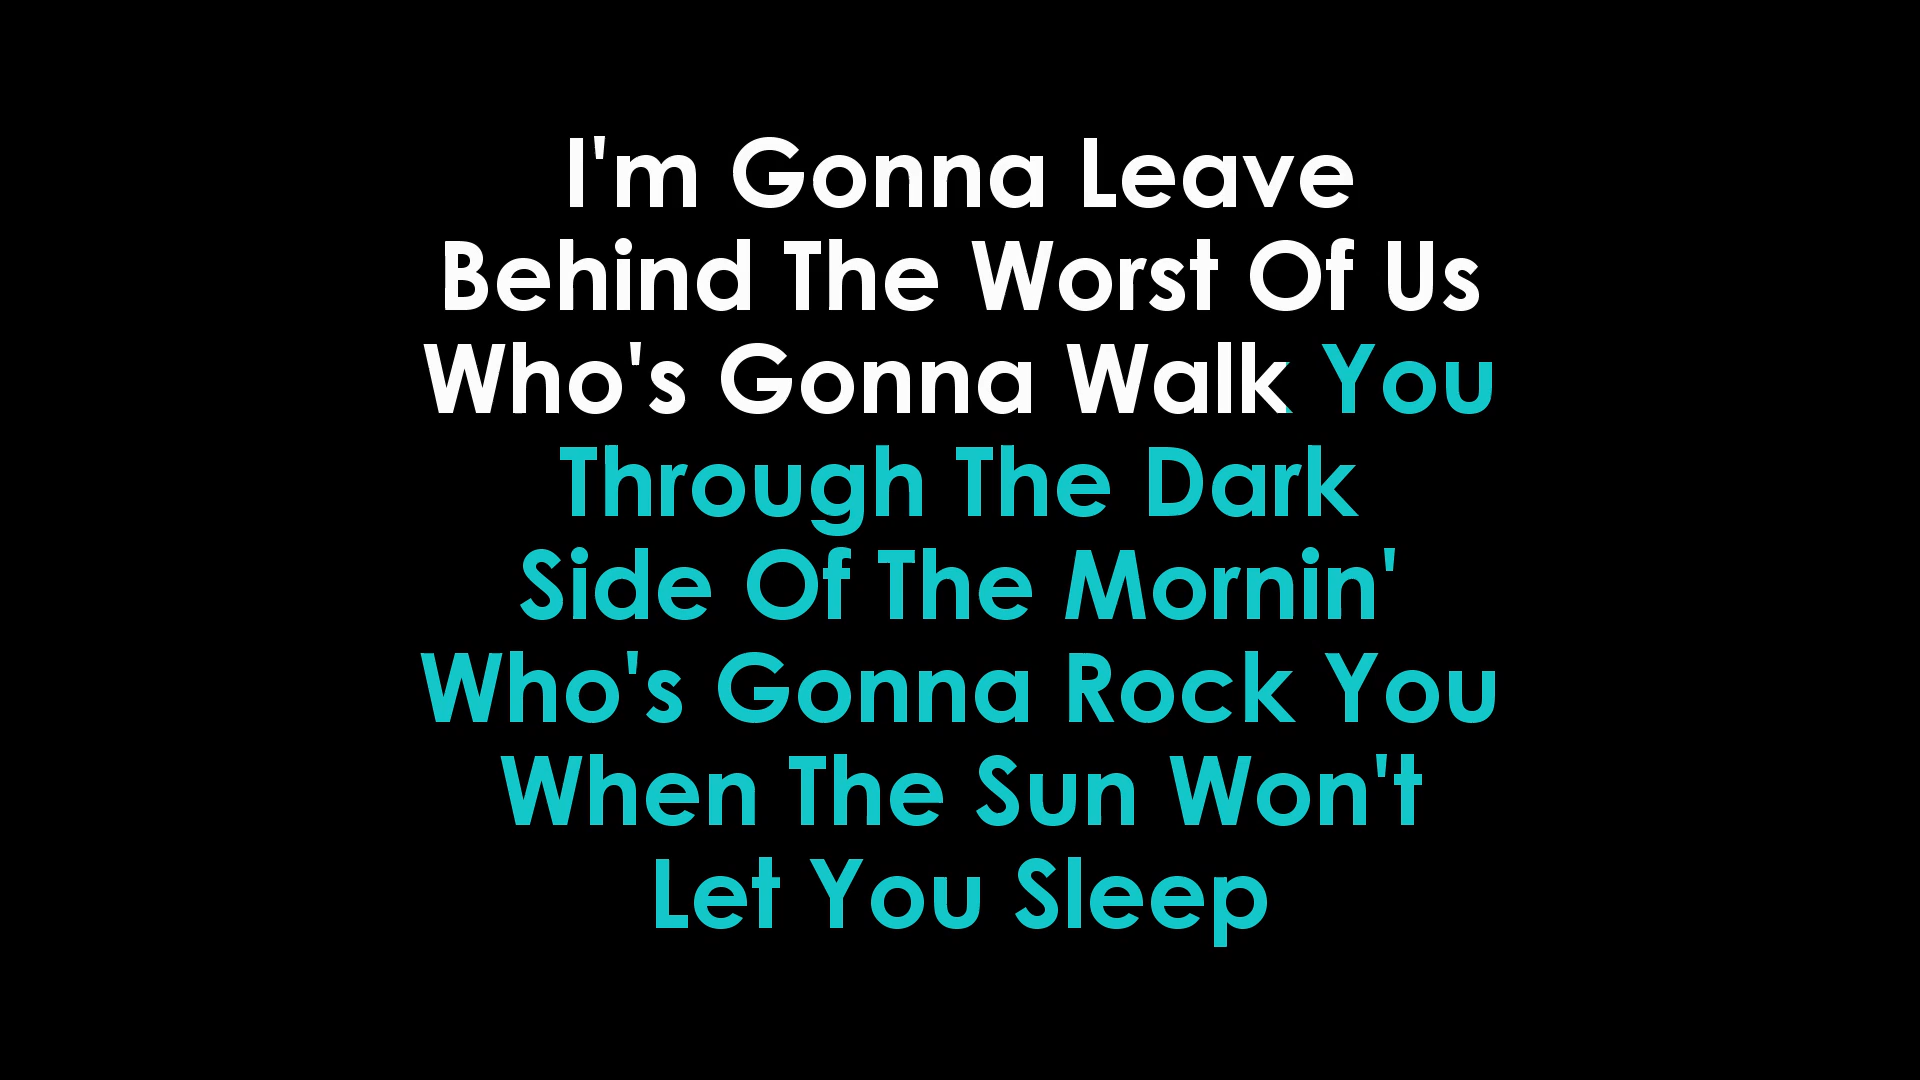 I'm Gonna Leave
Behind The Worst Of Us
Who's Gonna Walk You
Through The Dark
Side Of The Mornin'
Who's Gonna Rock You
When The Sun Won't
Let You Sleep